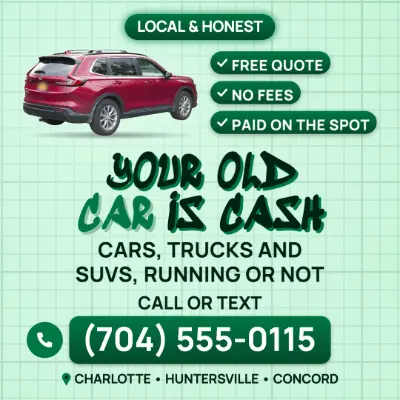 LOCAL & HONEST
FREE QUOTE
NO FEES
PAID ON THE SPOT
YOUR OLD
CAR IS CASH
CARS, TRUCKS AND
SUVS, RUNNING OR NOT
CALL OR TEXT
(704) 555-0115
CHARLOTTE • HUNTERSVILLE • CONCORD